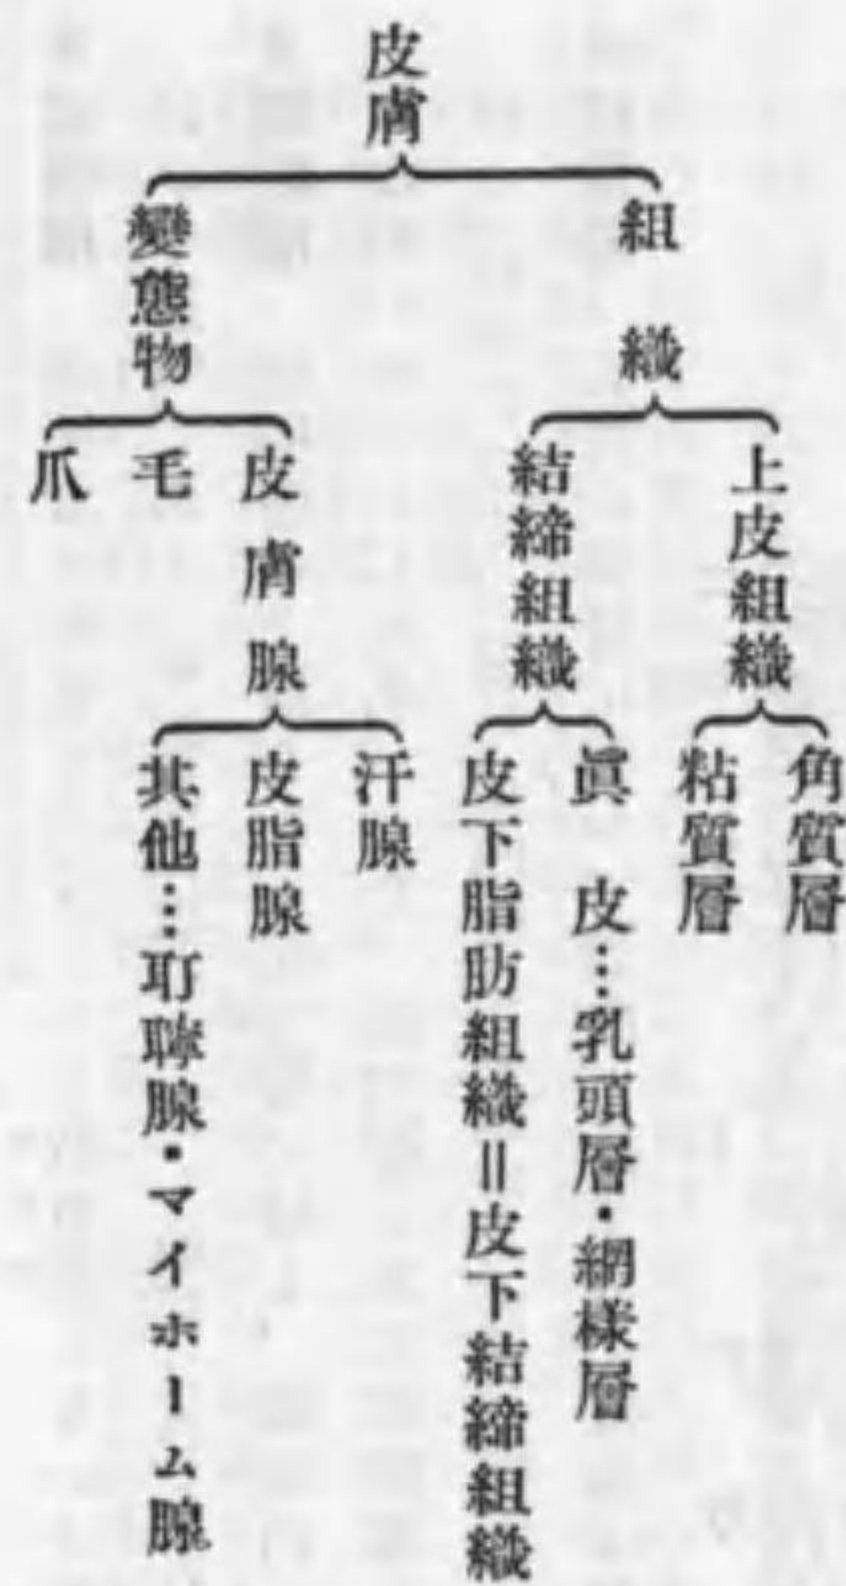 皮膚
組織
上皮組織
角質層
粘質層
結締組織
眞皮…乳頭層・網樣層
皮下脂肪組織=皮下結締組織
變態物
皮膚腺
汗腺
皮脂腺
其他…耵聹腺・マイホーム腺
毛
爪